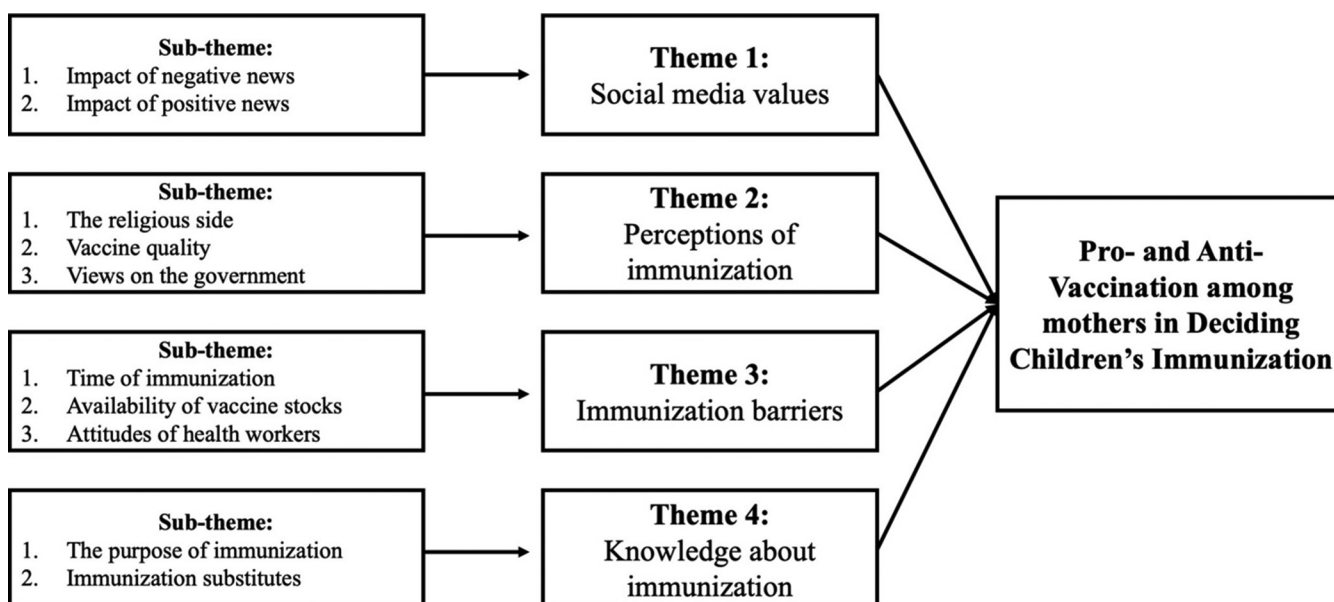 Sub-theme:
1. Impact of negative news
2. Impact of positive news
Theme 1:
Social media values
Sub-theme:
1. The religious side
2. Vaccine quality
3. Views on the government
Theme 2:
Perceptions of
immunization
Sub-theme:
1. Time of immunization
2. Availability of vaccine stocks
3. Attitudes of health workers
Theme 3:
Immunization barriers
Sub-theme:
1. The purpose of immunization
2. Immunization substitutes
Theme 4:
Knowledge about
immunization
Pro- and Anti-
Vaccination among
mothers in Deciding
Children’s Immunization